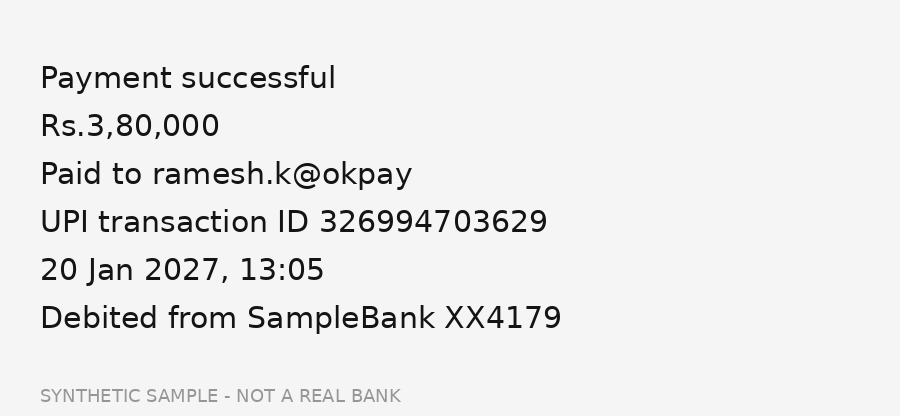 Payment successful
Rs.3,80,000
Paid to ramesh.k@okpay
UPI transaction ID 326994703629
20 Jan 2027, 13:05
Debited from SampleBank XX4179
SYNTHETIC SAMPLE - NOT A REAL BANK